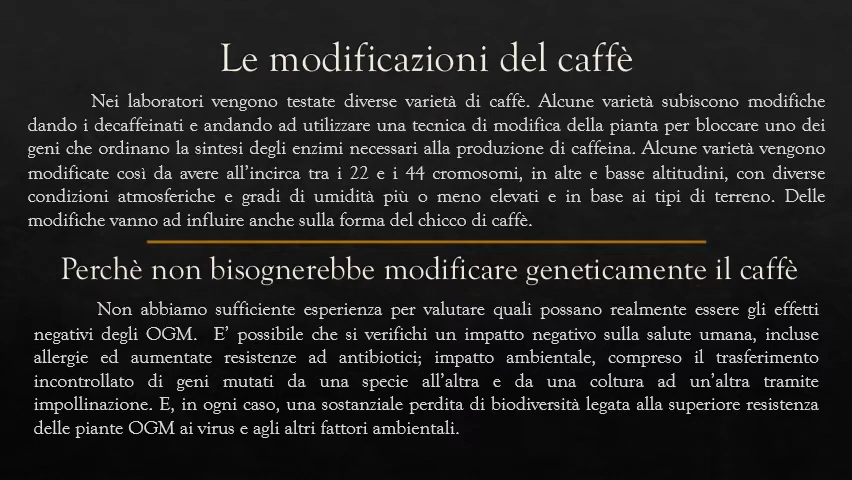 Le modificazioni del caffè
Nei laboratori vengono testate diverse varietà di caffè. Alcune varietà subiscono modifiche
dando i decaffeinati e andando ad utilizzare una tecnica di modifica della pianta per bloccare uno dei
geni che ordinano la sintesi degli enzimi necessari alla produzione di caffeina. Alcune varietà vengono
modificate così da avere all’incirca tra i 22 e i 44 cromosomi, in alte e basse altitudini, con diverse
condizioni atmosferiche e gradi di umidità più o meno elevati e in base ai tipi di terreno. Delle
modifiche vanno ad influire anche sulla forma del chicco di caffè.
Perchè non bisognerebbe modificare geneticamente il caffè
Non abbiamo sufficiente esperienza per valutare quali possano realmente essere gli effetti
negativi degli OGM. E’ possibile che si verifichi un impatto negativo sulla salute umana, incluse
allergie ed aumentate resistenze ad antibiotici; impatto ambientale, compreso il trasferimento
incontrollato di geni mutati da una specie all’altra e da una coltura ad un’altra tramite
impollinazione. E, in ogni caso, una sostanziale perdita di biodiversità legata alla superiore resistenza
delle piante OGM ai virus e agli altri fattori ambientali.